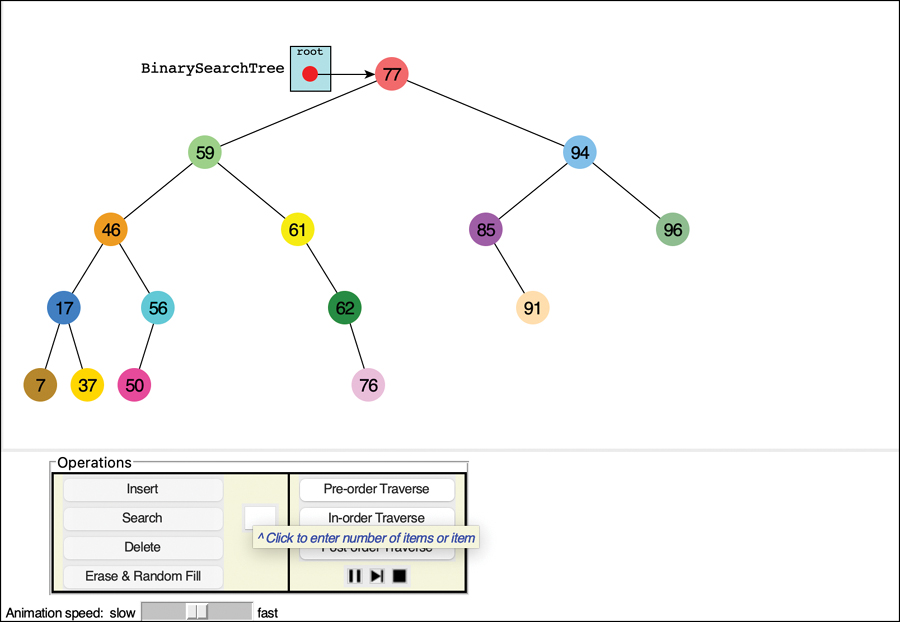 root
BinarySearchTree
77
59 94
46 61 85 96
17 56 62 91
7 37 50 76
Operations
Insert Pre-order Traverse
Search In-order Traverse
^ Click to enter number of items or item
Delete Post-order Traverse
Erase & Random Fill
Animation speed: slow fast